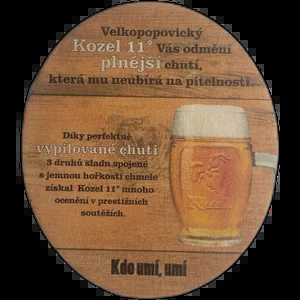 Velkopopovický
Kozel 11° Vás odmění
plnější chutí,
která mu neubírá na pitelnosti.
Díky perfektně
vypilované chuti
3 druhů sladu spojené
s jemnou hořkostí chmele
získal Kozel 11° mnoho
ocenění v prestižních
soutěžích.
Kozel
Kdo umí, umí